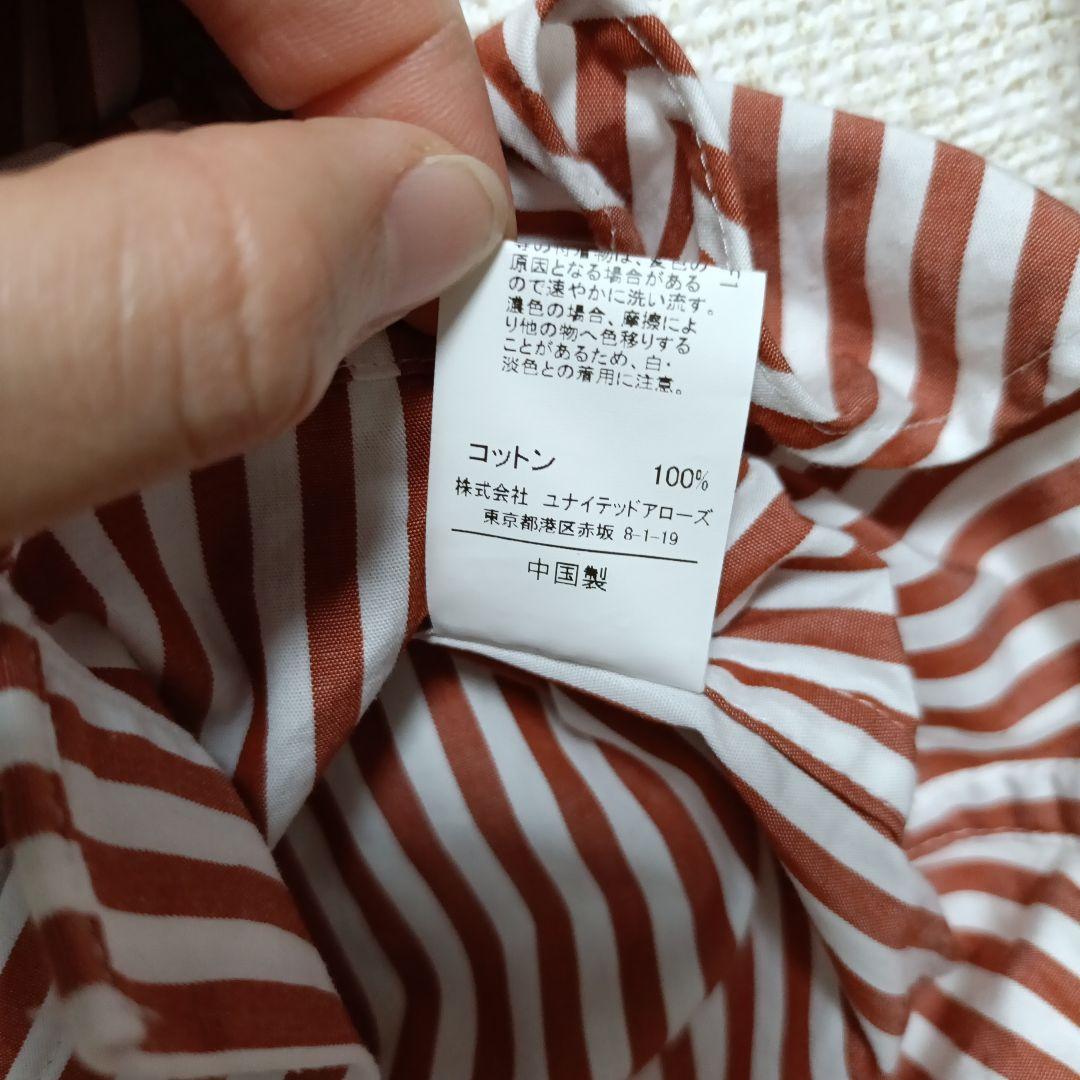 原因となる場合がある
ので速やかに洗い流す。
濃色の場合、摩擦によ
り他の物へ色移りする
ことがあるため、白・
淡色との着用に注意。
コットン 100%
株式会社 ユナイテッドアローズ
東京都港区赤坂 8-1-19
中国製